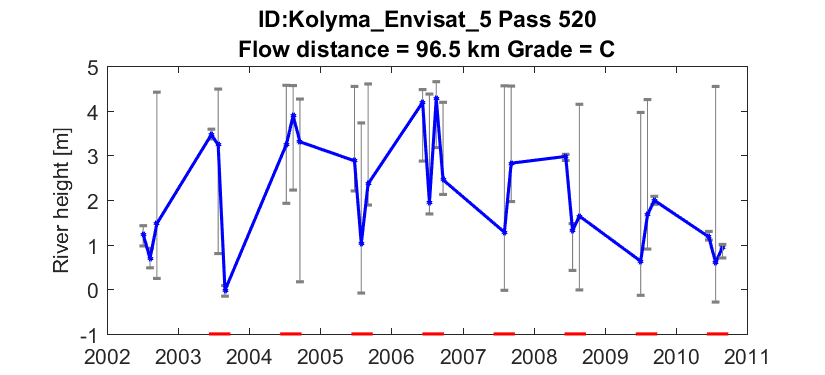 ID:Kolyma_Envisat_5 Pass 520
Flow distance = 96.5 km Grade = C
River height [m]
5
4
3
2
1
0
-1
2002 2003 2004 2005 2006 2007 2008 2009 2010 2011